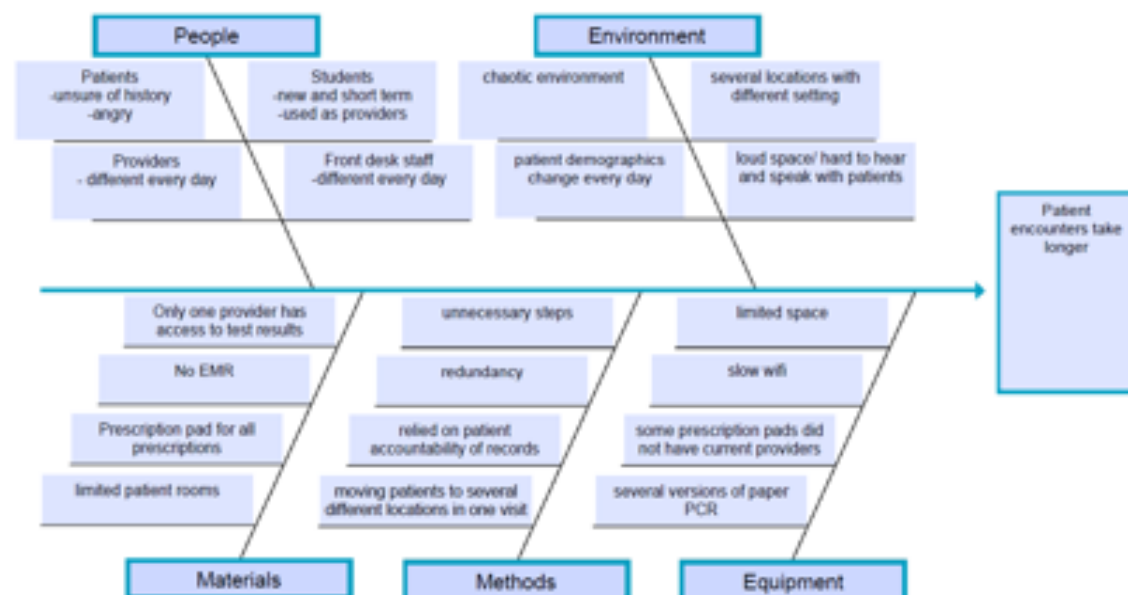 People
Environment
Patients
-unsure of history
-angry
Students
-new and short term
-used as providers
chaotic environment
several locations with
different setting
Providers
- different every day
Front desk staff
-different every day
patient demographics
change every day
loud space/ hard to hear
and speak with patients
Patient
encounters take
longer
Only one provider has
access to test results
unnecessary steps
limited space
No EMR
redundancy
slow wifi
Prescription pad for all
prescriptions
relied on patient
accountability of records
some prescription pads did
not have current providers
limited patient rooms
moving patients to several
different locations in one visit
several versions of paper
PCR
Materials
Methods
Equipment